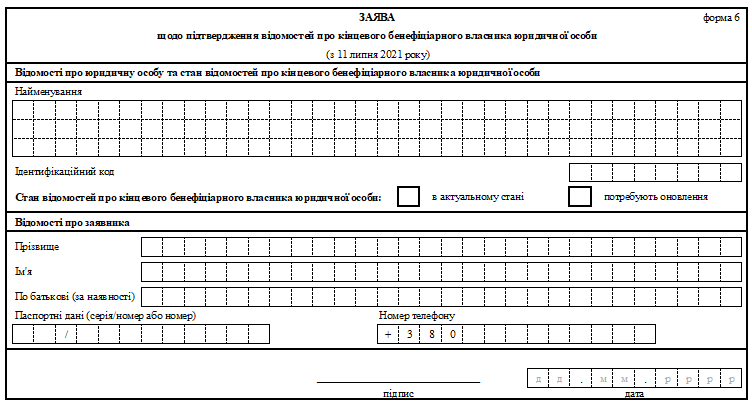 ЗАЯВА форма 6
щодо підтвердження відомостей про кінцевого бенефіціарного власника юридичної особи
(з 11 липня 2021 року)
Відомості про юридичну особу та стан відомостей про кінцевого бенефіціарного власника юридичної особи
Найменування
Ідентифікаційний код
Стан відомостей про кінцевого бенефіціарного власника юридичної особи: в актуальному стані потребують оновлення
Відомості про заявника
Прізвище
Ім'я
По батькові (за наявності)
Паспортні дані (серія/номер або номер) Номер телефону
/ + 3 8 0
д д . м м . р р р р
підпис дата